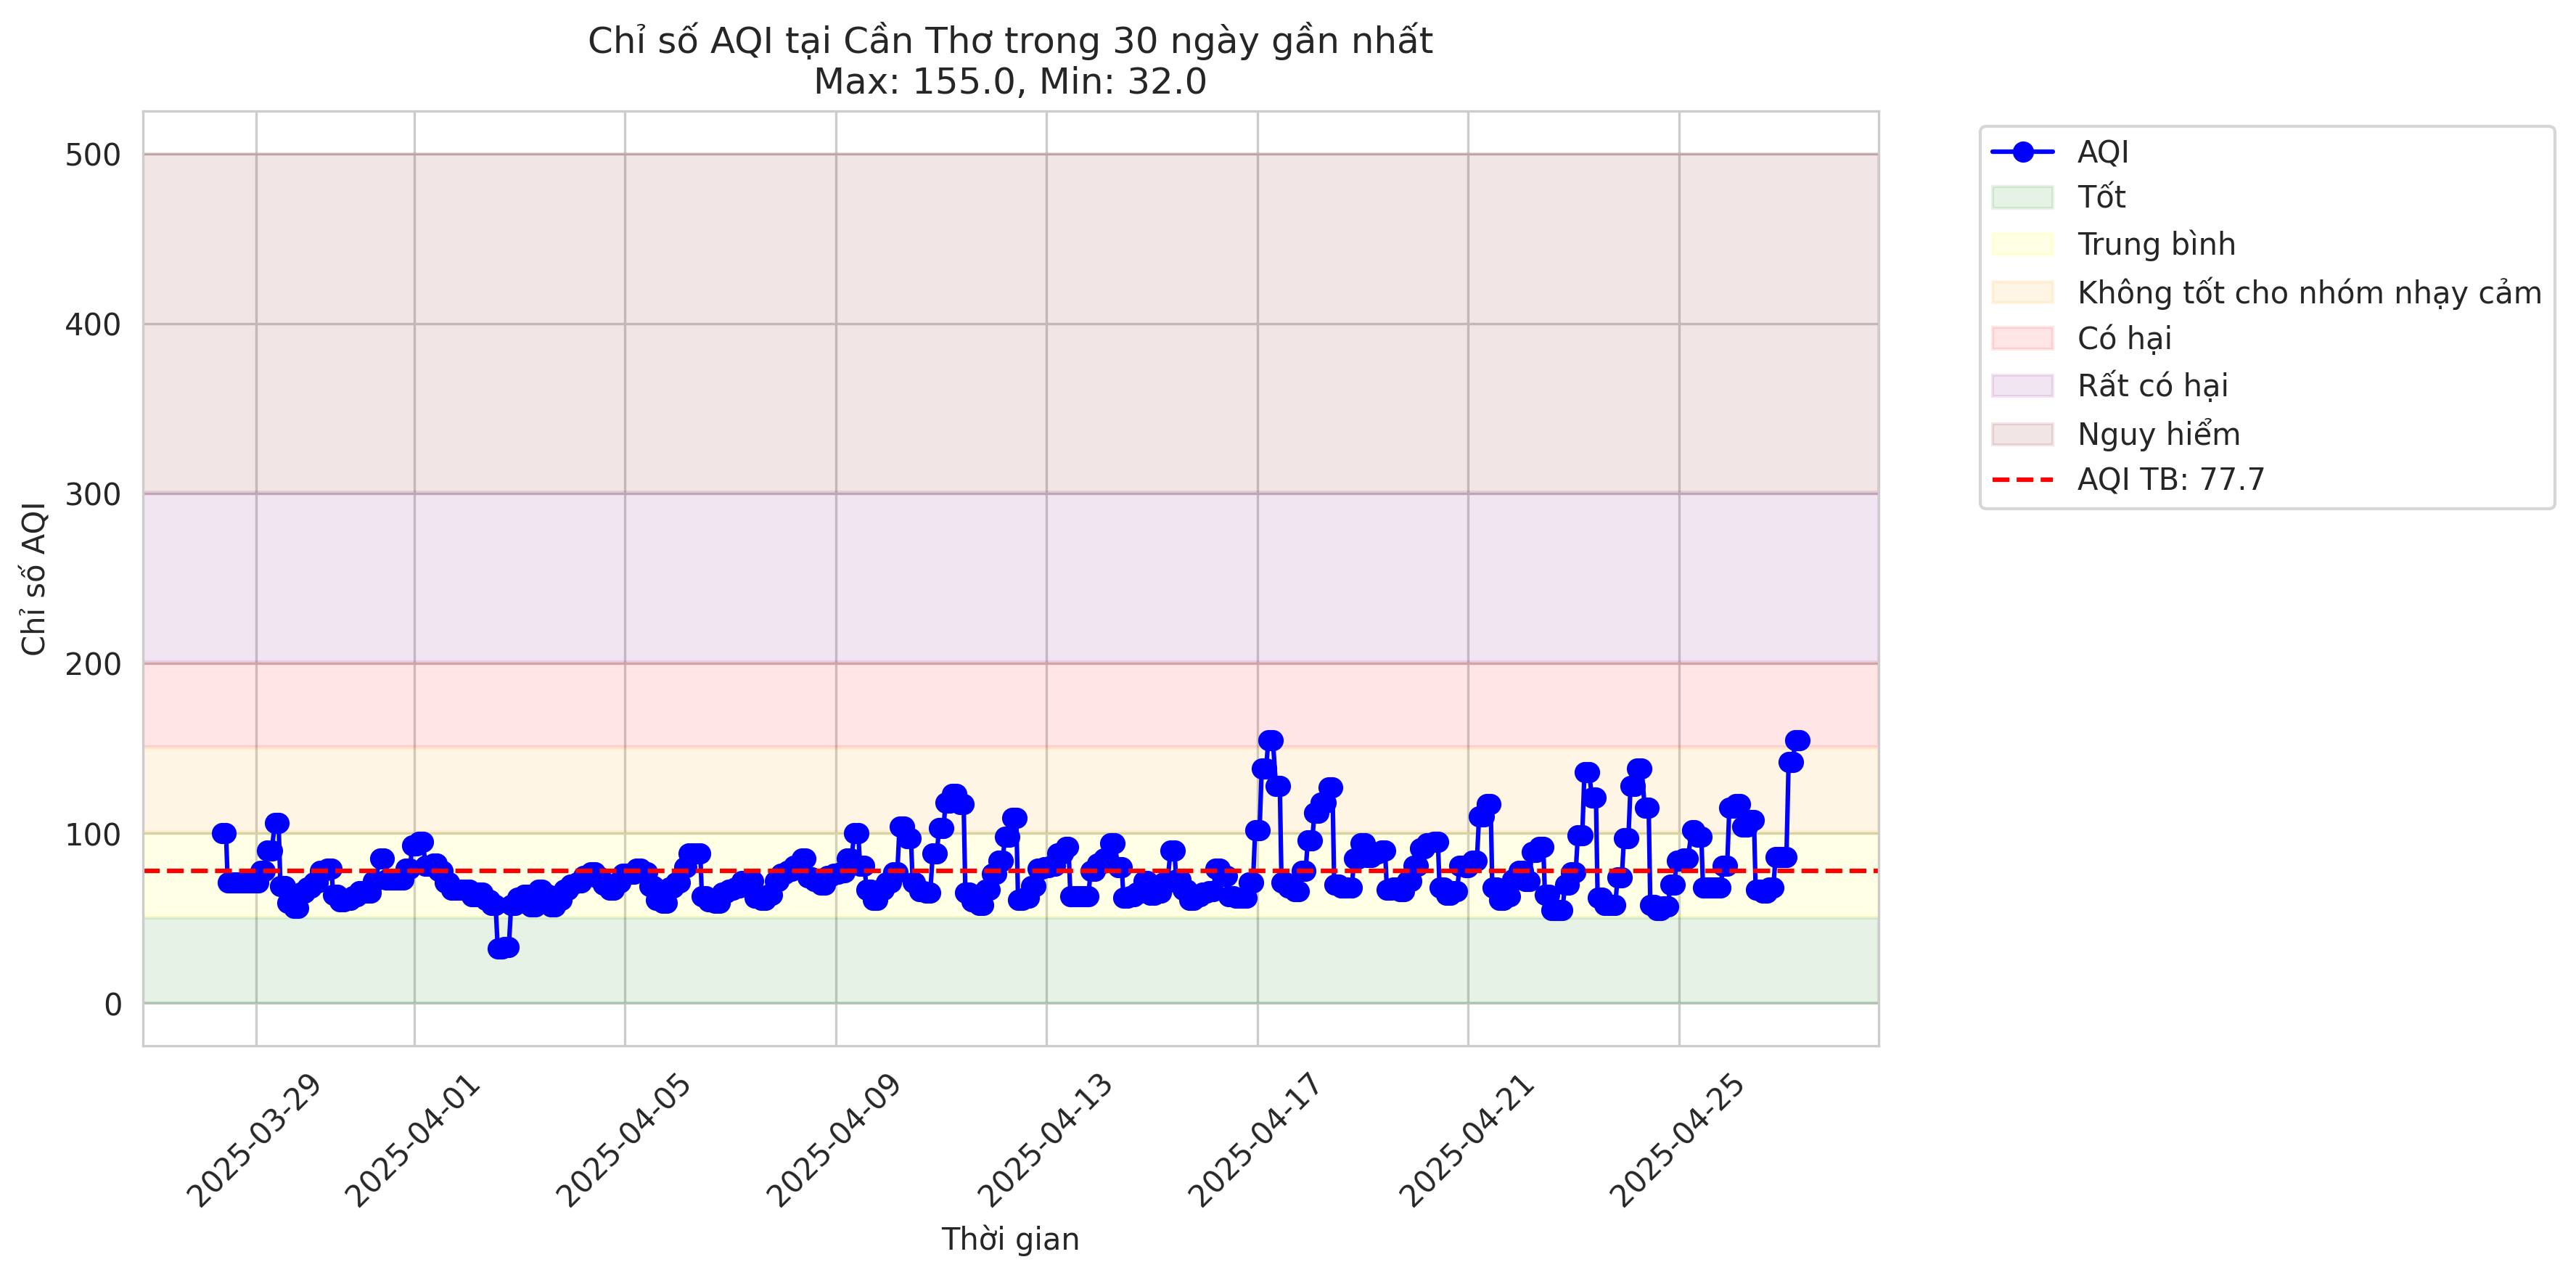 Chỉ số AQI tại Cần Thơ trong 30 ngày gần nhất
Max: 155.0, Min: 32.0
Chỉ số AQI
500
400
300
200
100
0
2025-03-29
2025-04-01
2025-04-05
2025-04-09
2025-04-13
2025-04-17
2025-04-21
2025-04-25
Thời gian
AQI
Tốt
Trung bình
Không tốt cho nhóm nhạy cảm
Có hại
Rất có hại
Nguy hiểm
AQI TB: 77.7